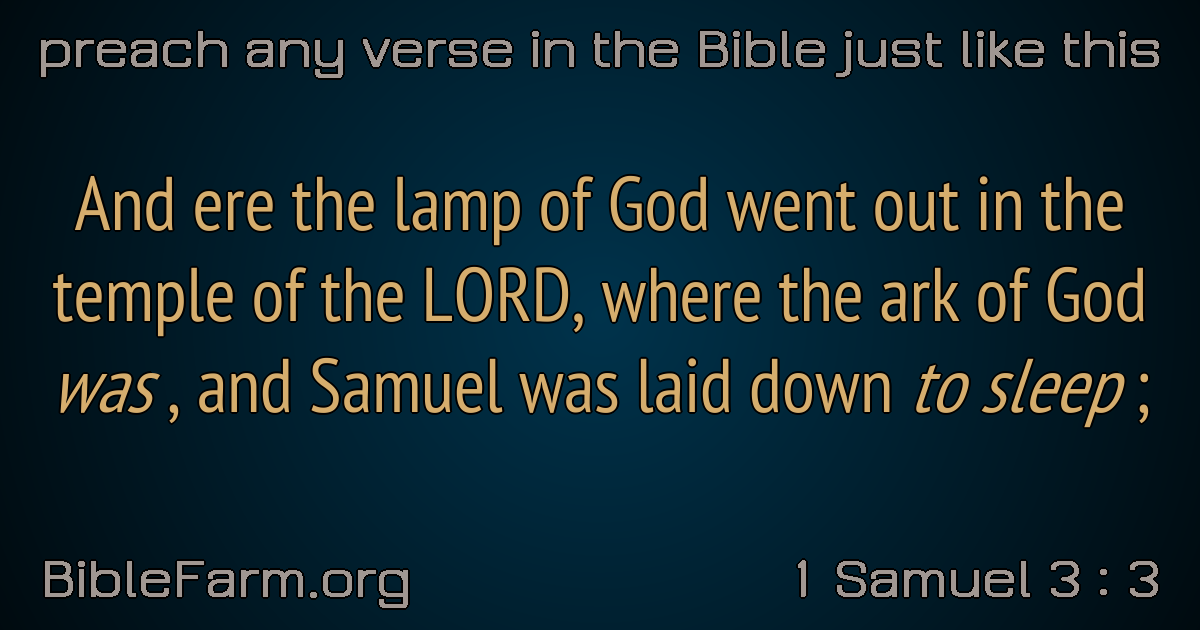 preach any verse in the Bible just like this
And ere the lamp of God went out in the
temple of the LORD, where the ark of God
was , and Samuel was laid down to sleep ;
BibleFarm.org
1 Samuel 3 : 3